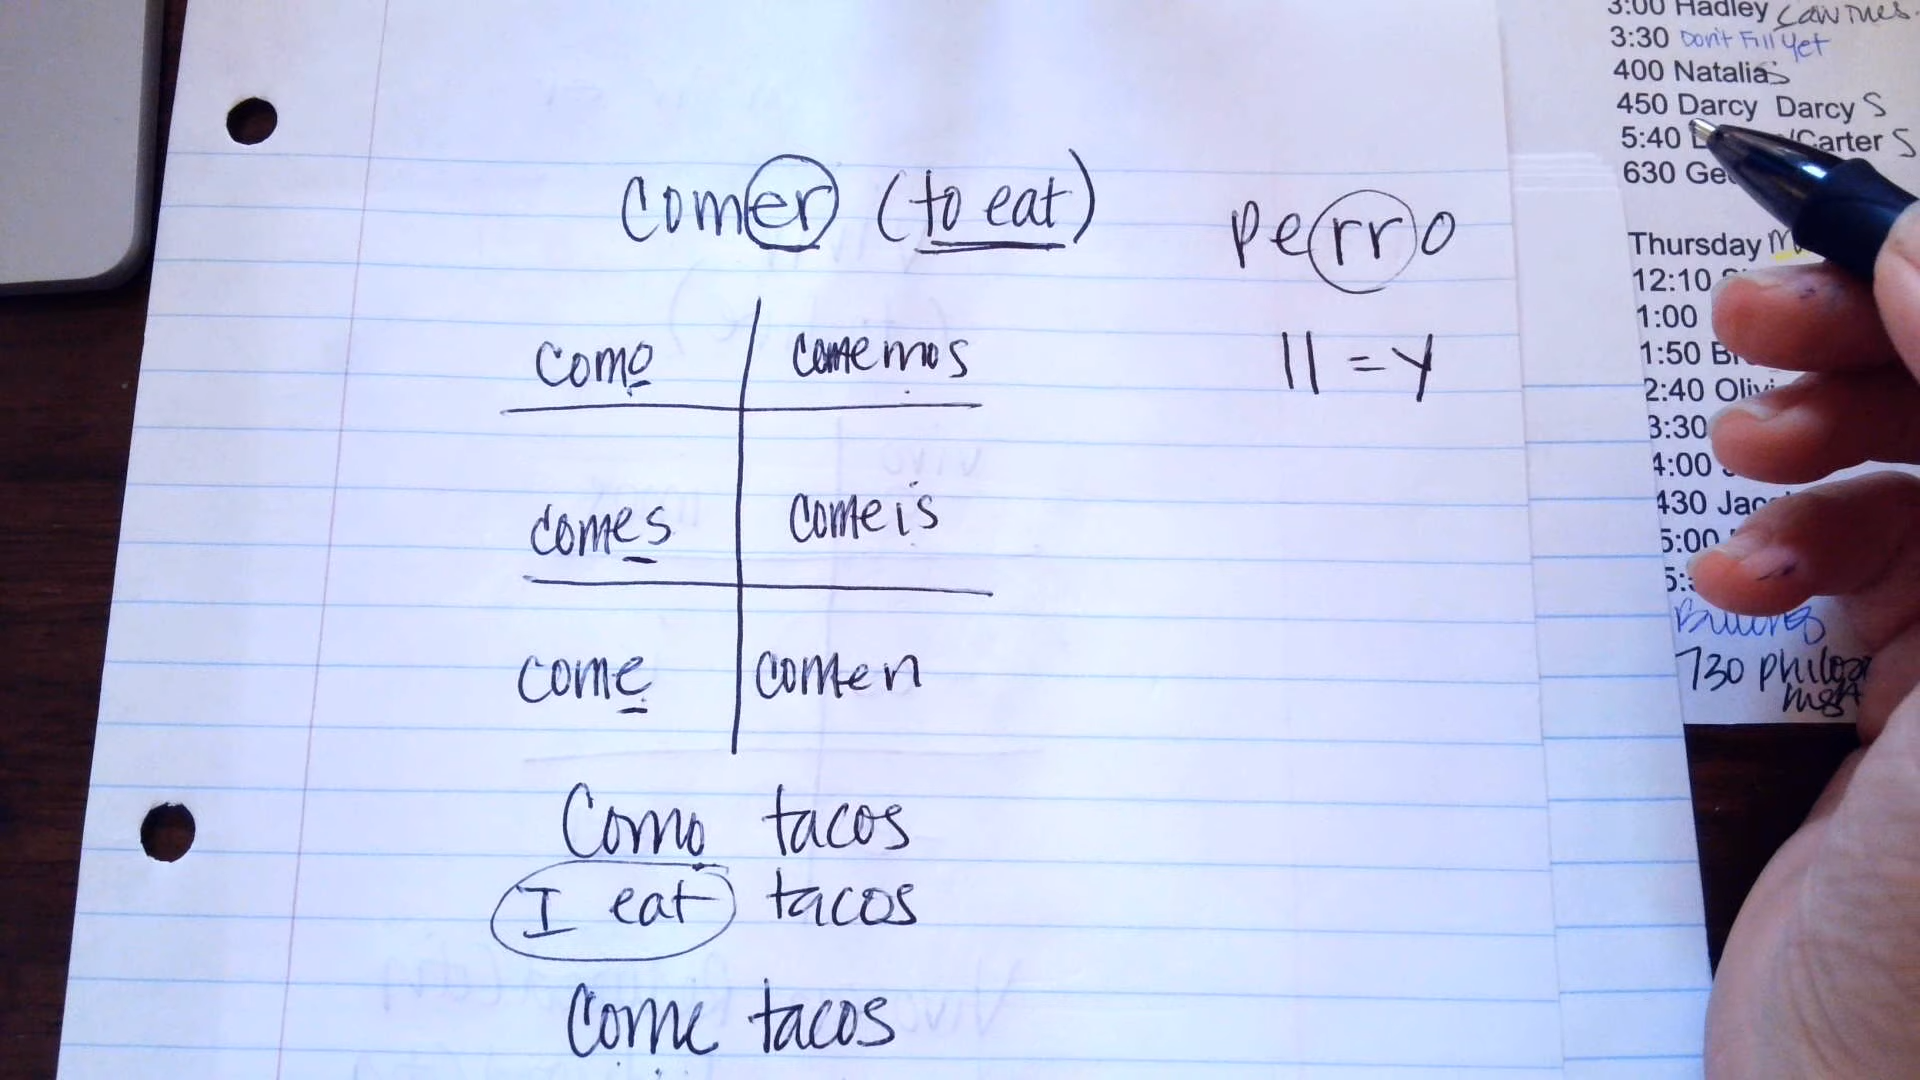 comer (to eat)
perro
ll = y
como comemos
comes comeis
come comen
Como tacos
I eat tacos
Come tacos
3:00 Hadley
3:30 Don't Fill Yet
400 Natalia S
450 Darcy Darcy S
5:40 Carter S
630
Thursday
12:10
1:00
1:50
2:40
3:30
4:00
430
5:00
730